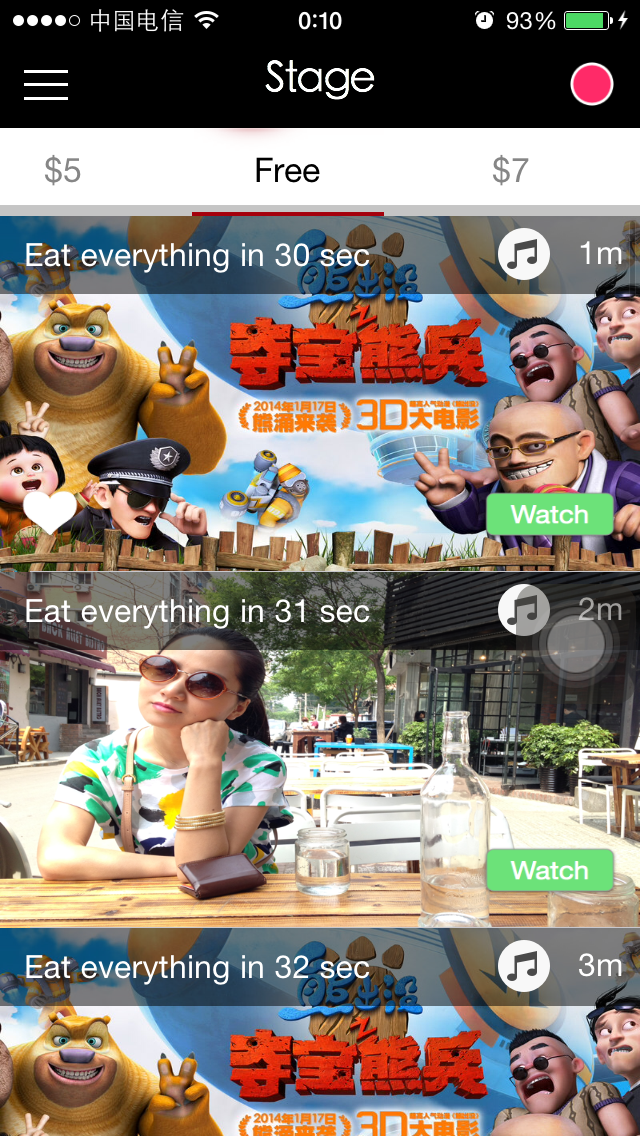 中国电信 0:10 93%
Stage
$5 Free $7
Eat everything in 30 sec 1m
熊出没之
夺宝熊兵
2014年1月17日
熊涌来袭 3D大电影
Watch
Eat everything in 31 sec 2m
Watch
Eat everything in 32 sec 3m
熊出没之
夺宝熊兵
2014年1月17日
3D大电影